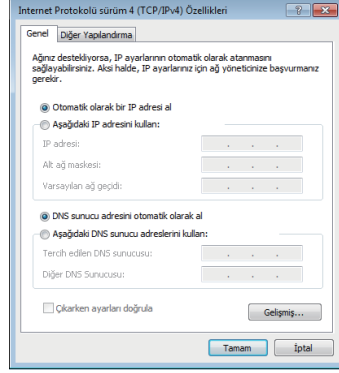 Internet Protokolü sürüm 4 (TCP/IPv4) Özellikleri
Genel
Diğer Yapılandırma
Ağınız destekliyorsa, IP ayarlarının otomatik olarak atanmasını
sağlayabilirsiniz. Aksi halde, IP ayarlarınız için ağ yöneticinize başvurmanız
gerekir.
Otomatik olarak bir IP adresi al
Aşağıdaki IP adresini kullan:
IP adresi:
Alt ağ maskesi:
Varsayılan ağ geçidi:
DNS sunucu adresini otomatik olarak al
Aşağıdaki DNS sunucu adreslerini kullan:
Tercih edilen DNS sunucusu:
Diğer DNS Sunucusu:
Çıkarken ayarları doğrula
Gelişmiş...
Tamam
İptal